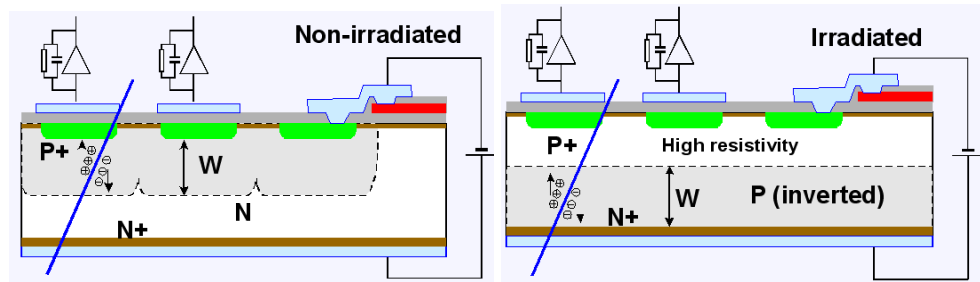 Non-irradiated
P+
W
N
N+
Irradiated
P+
High resistivity
W
P (inverted)
N+